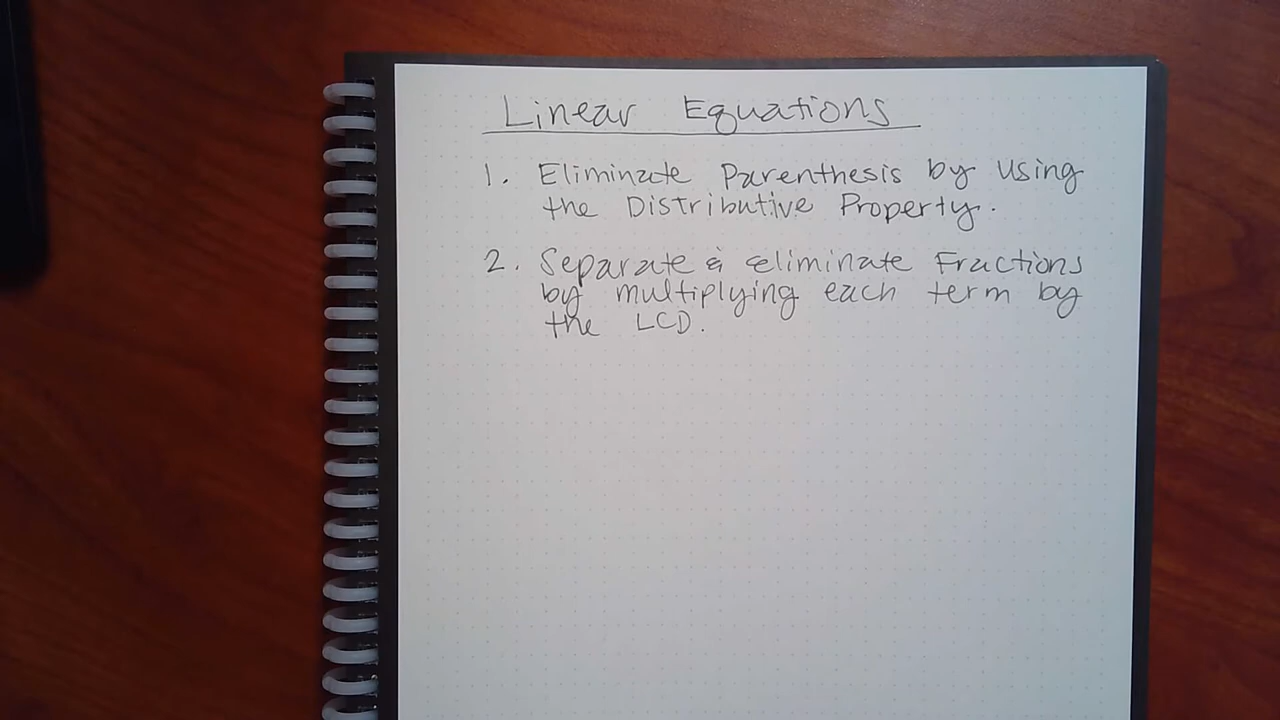 Linear Equations
1. Eliminate Parenthesis by using
the Distributive Property.
2. Separate & eliminate Fractions
by multiplying each term by
the LCD.